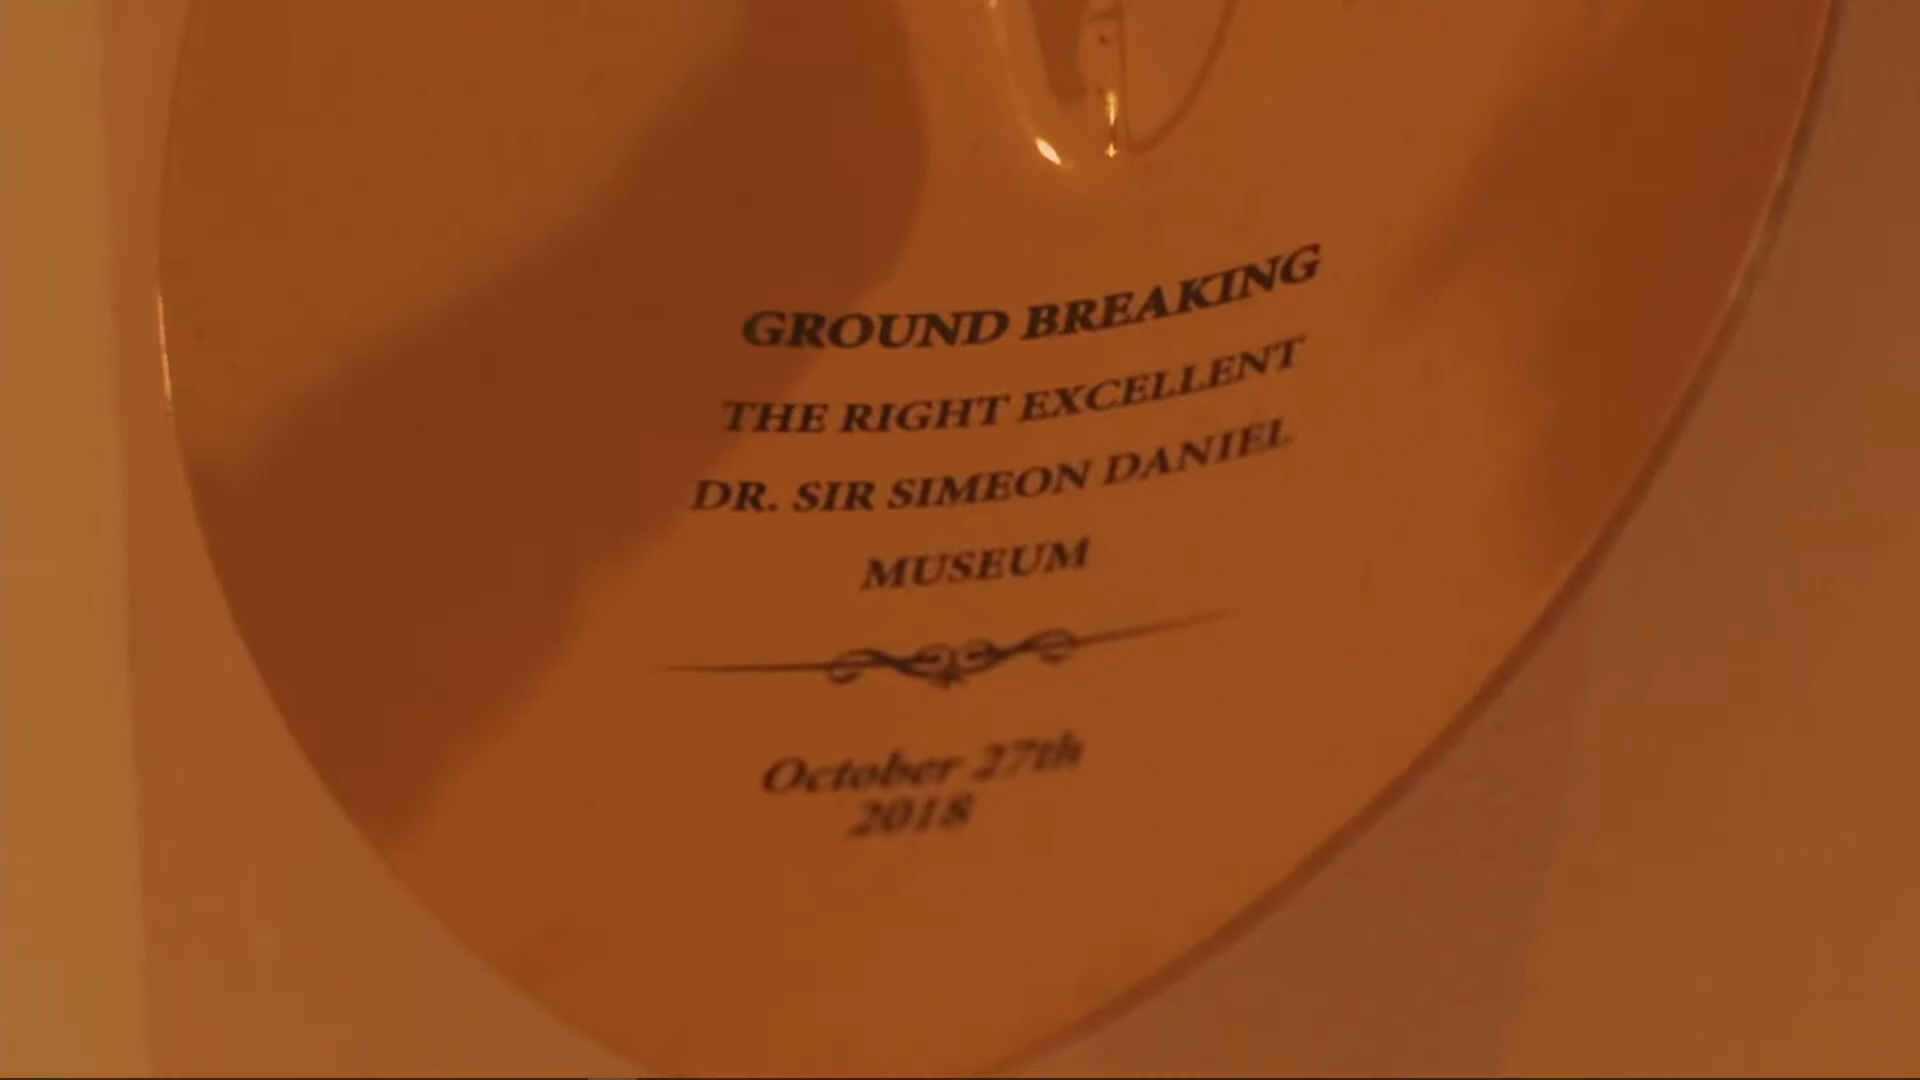 GROUND BREAKING
THE RIGHT EXCELLENT
DR. SIR SIMEON DANIEL
MUSEUM
October 27th
2018